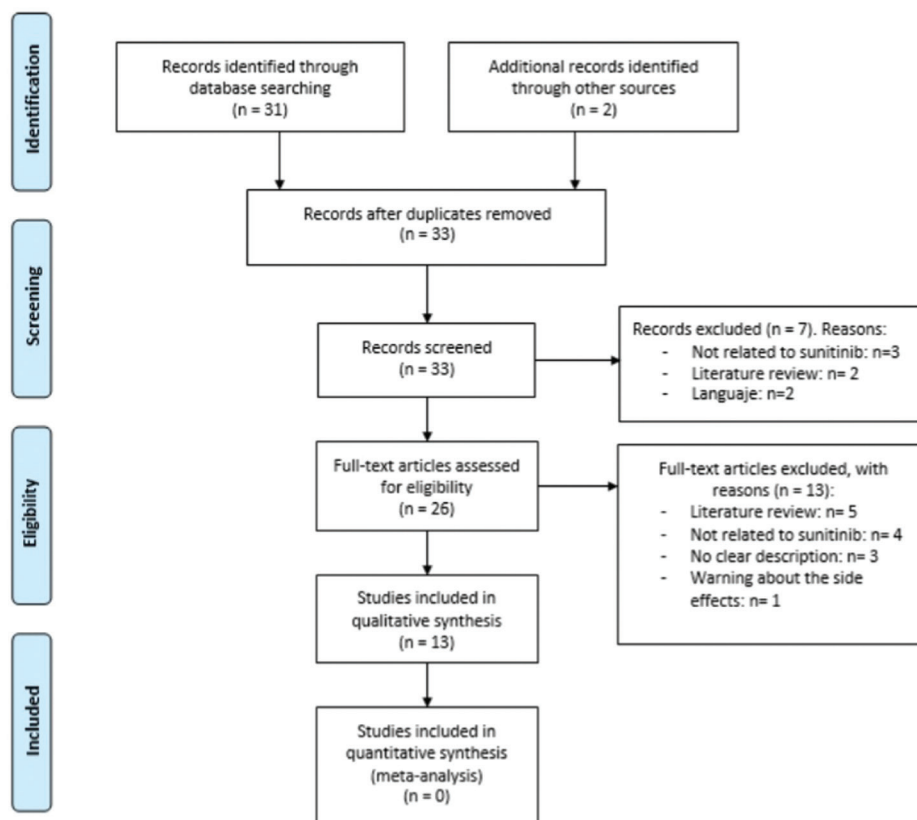 Identification
Records identified through
database searching
(n = 31)
Additional records identified
through other sources
(n = 2)
Records after duplicates removed
(n = 33)
Screening
Records screened
(n = 33)
Records excluded (n = 7). Reasons:
- Not related to sunitinib: n=3
- Literature review: n= 2
- Languaje: n=2
Eligibility
Full-text articles assessed
for eligibility
(n = 26)
Full-text articles excluded, with
reasons (n = 13):
- Literature review: n= 5
- Not related to sunitinib: n= 4
- No clear description: n= 3
- Warning about the side
effects: n= 1
Studies included in
qualitative synthesis
(n = 13)
Included
Studies included in
quantitative synthesis
(meta-analysis)
(n = 0)